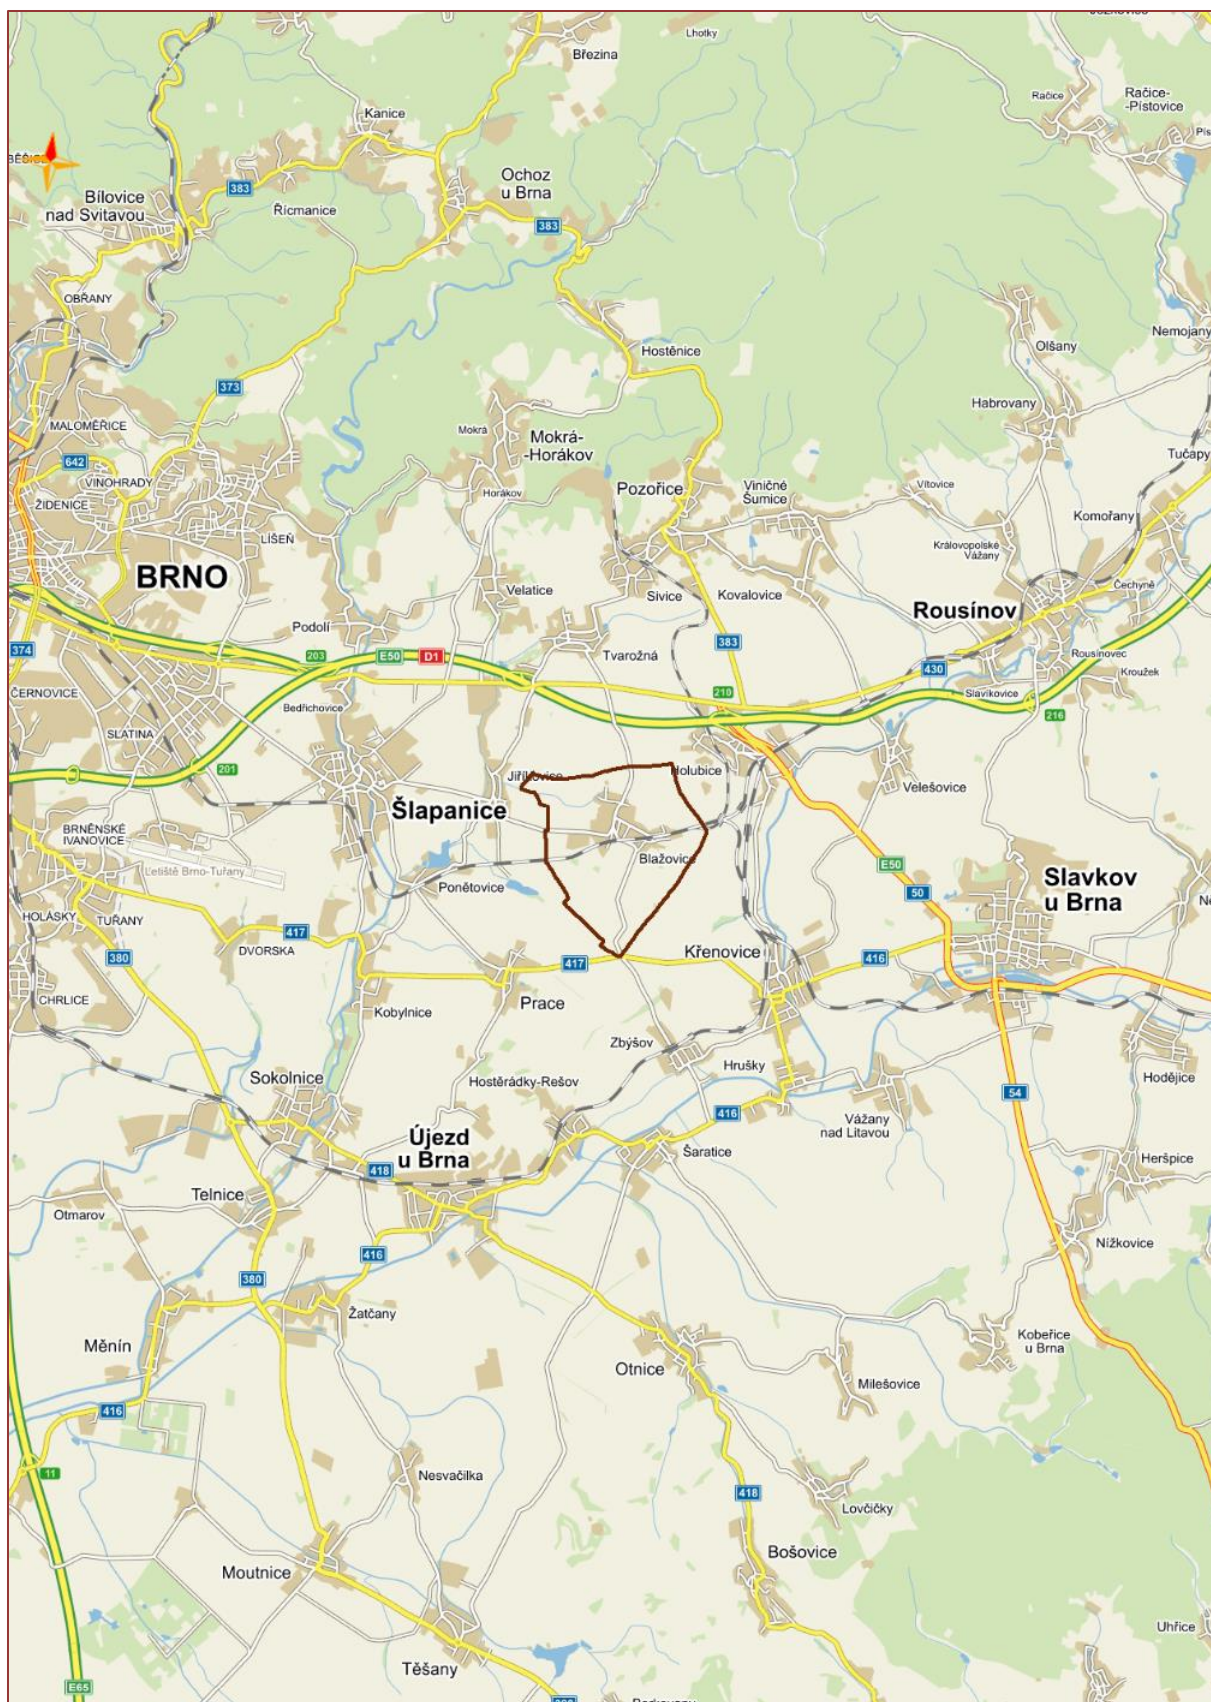 Lhotky
Březina
Račice
Račice-
-Pístovice
Kanice
383
Ochoz
u Brna
Bílovice
nad Svitavou
Řícmanice
383
OBŘANY
Nemojany
Olšany
Hostěnice
373
Habrovany
MALOMĚŘICE
Mokrá
Mokrá-
-Horákov
Tučapy
642
VINOHRADY
Horákov
Pozořice
Viničné
Šumice
Vítovice
ŽIDENICE
Komořany
LÍŠEŇ
Královopolské
Vážany
BRNO
Velatice
Sivice
Kovalovice
Čechyně
Rousínov
Podolí
383
374
203
E50
D1
Tvarožná
430
Rousínovec
Kroužek
ČERNOVICE
Bedřichovice
210
Slavíkovice
216
SLATINA
201
Jiříkovice
Holubice
Velešovice
Šlapanice
BRNĚNSKÉ
IVANOVICE
Letiště Brno-Tuřany
Blažovice
E50
Ponětovice
50
Slavkov
u Brna
HOLÁSKY
TUŘANY
417
DVORSKA
380
417
Křenovice
416
CHRLICE
Kobylnice
Prace
Zbýšov
Hrušky
Sokolnice
Hostěrádky-Rešov
Hodějice
54
416
Vážany
nad Litavou
Újezd
u Brna
Šaratice
418
Heršpice
Telnice
Otmarov
416
Nížkovice
380
Žatčany
Měnín
Kobeřice
u Brna
Otnice
Milešovice
416
11
Nesvačilka
418
Lovčičky
Moutnice
Bošovice
Uhřice
Těšany
E65